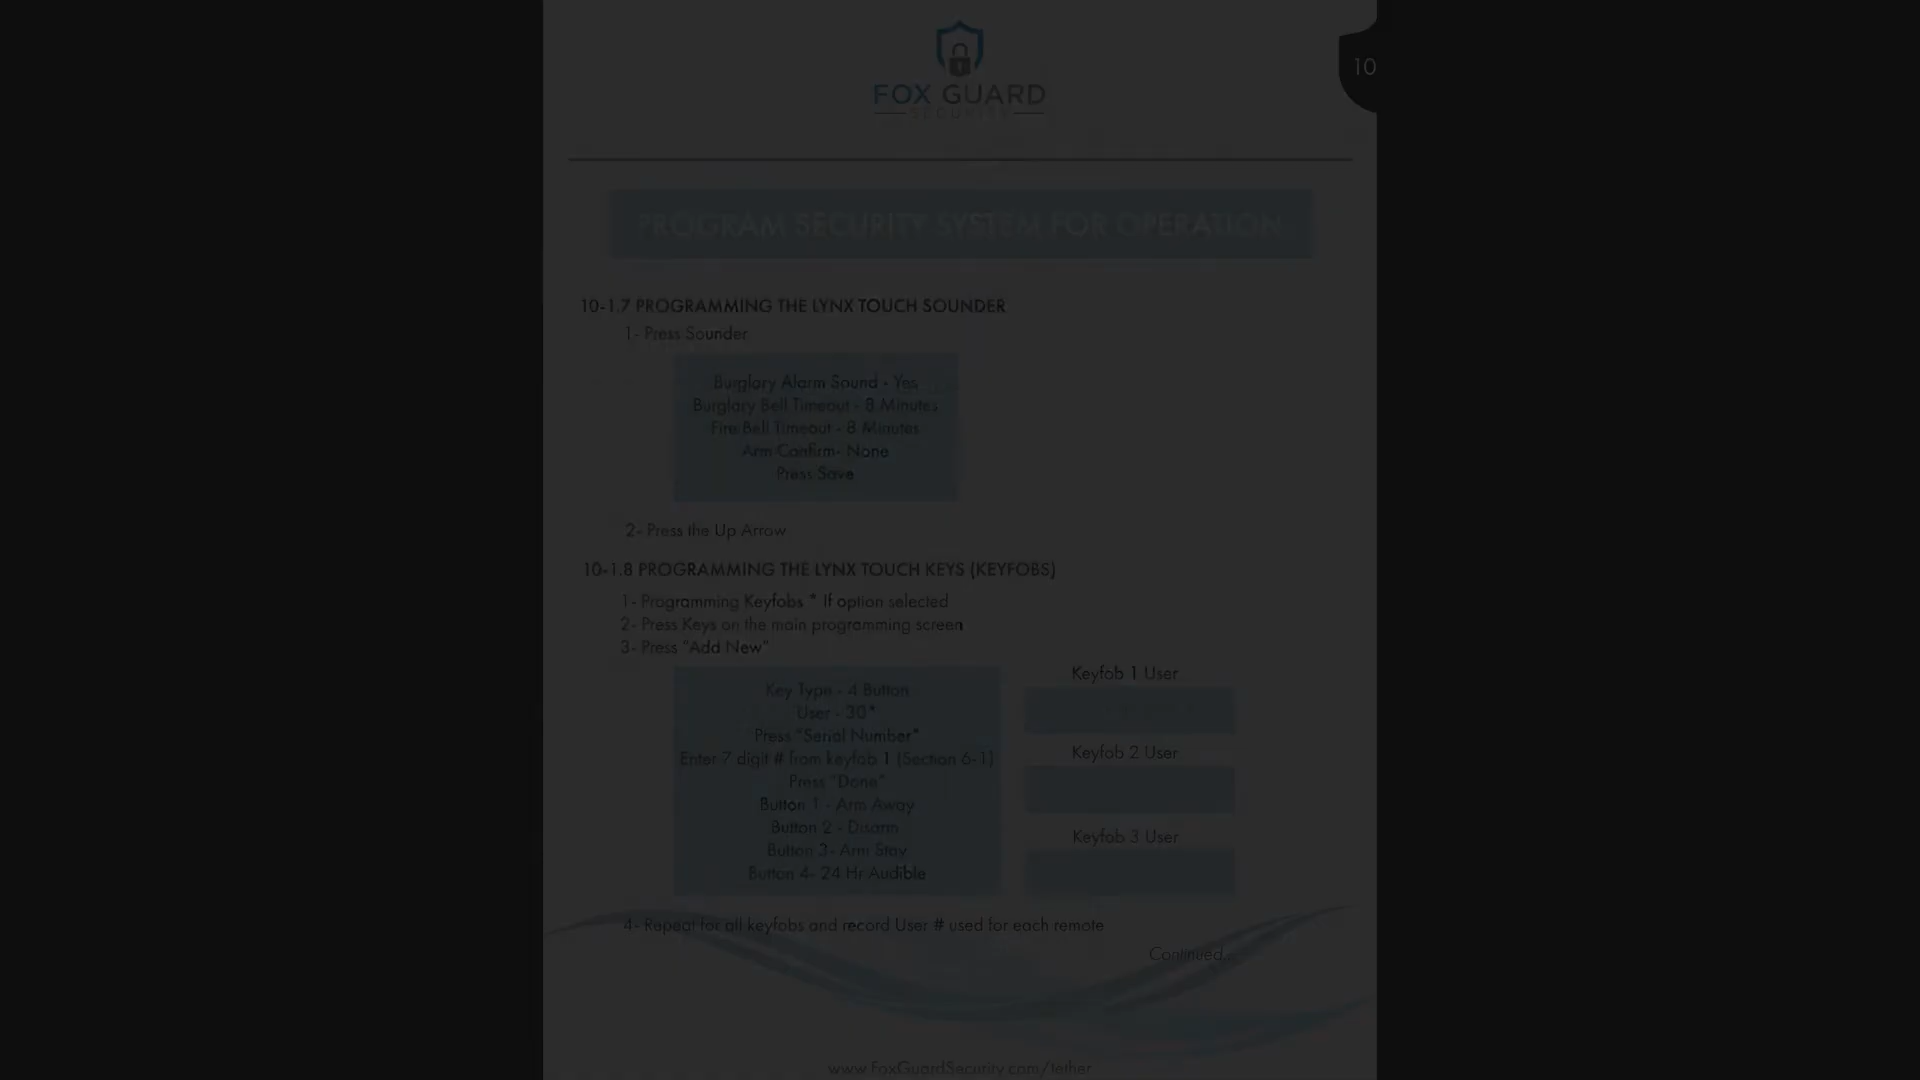 FOX GUARD
SECURITY
10
PROGRAM SECURITY SYSTEM FOR OPERATION
10-1.7 PROGRAMMING THE LYNX TOUCH SOUNDER
1- Press Sounder
Burglary Alarm Sound - Yes
Burglary Bell Timeout - 8 Minutes
Fire Bell Timeout - 8 Minutes
Arm Confirm- None
Press Save
2- Press the Up Arrow
10-1.8 PROGRAMMING THE LYNX TOUCH KEYS (KEYFOBS)
1- Programming Keyfobs * If option selected
2- Press Keys on the main programming screen
3- Press "Add New"
Key Type - 4 Button
User - 30*
Press "Serial Number"
Enter 7 digit # from keyfob 1 (Section 6-1)
Press "Done"
Button 1 - Arm Away
Button 2 - Disarm
Button 3- Arm Stay
Button 4- 24 Hr Audible
Keyfob 1 User
Keyfob 2 User
Keyfob 3 User
4- Repeat for all keyfobs and record User # used for each remote
Continued..
www.FoxGuardSecurity.com/tether